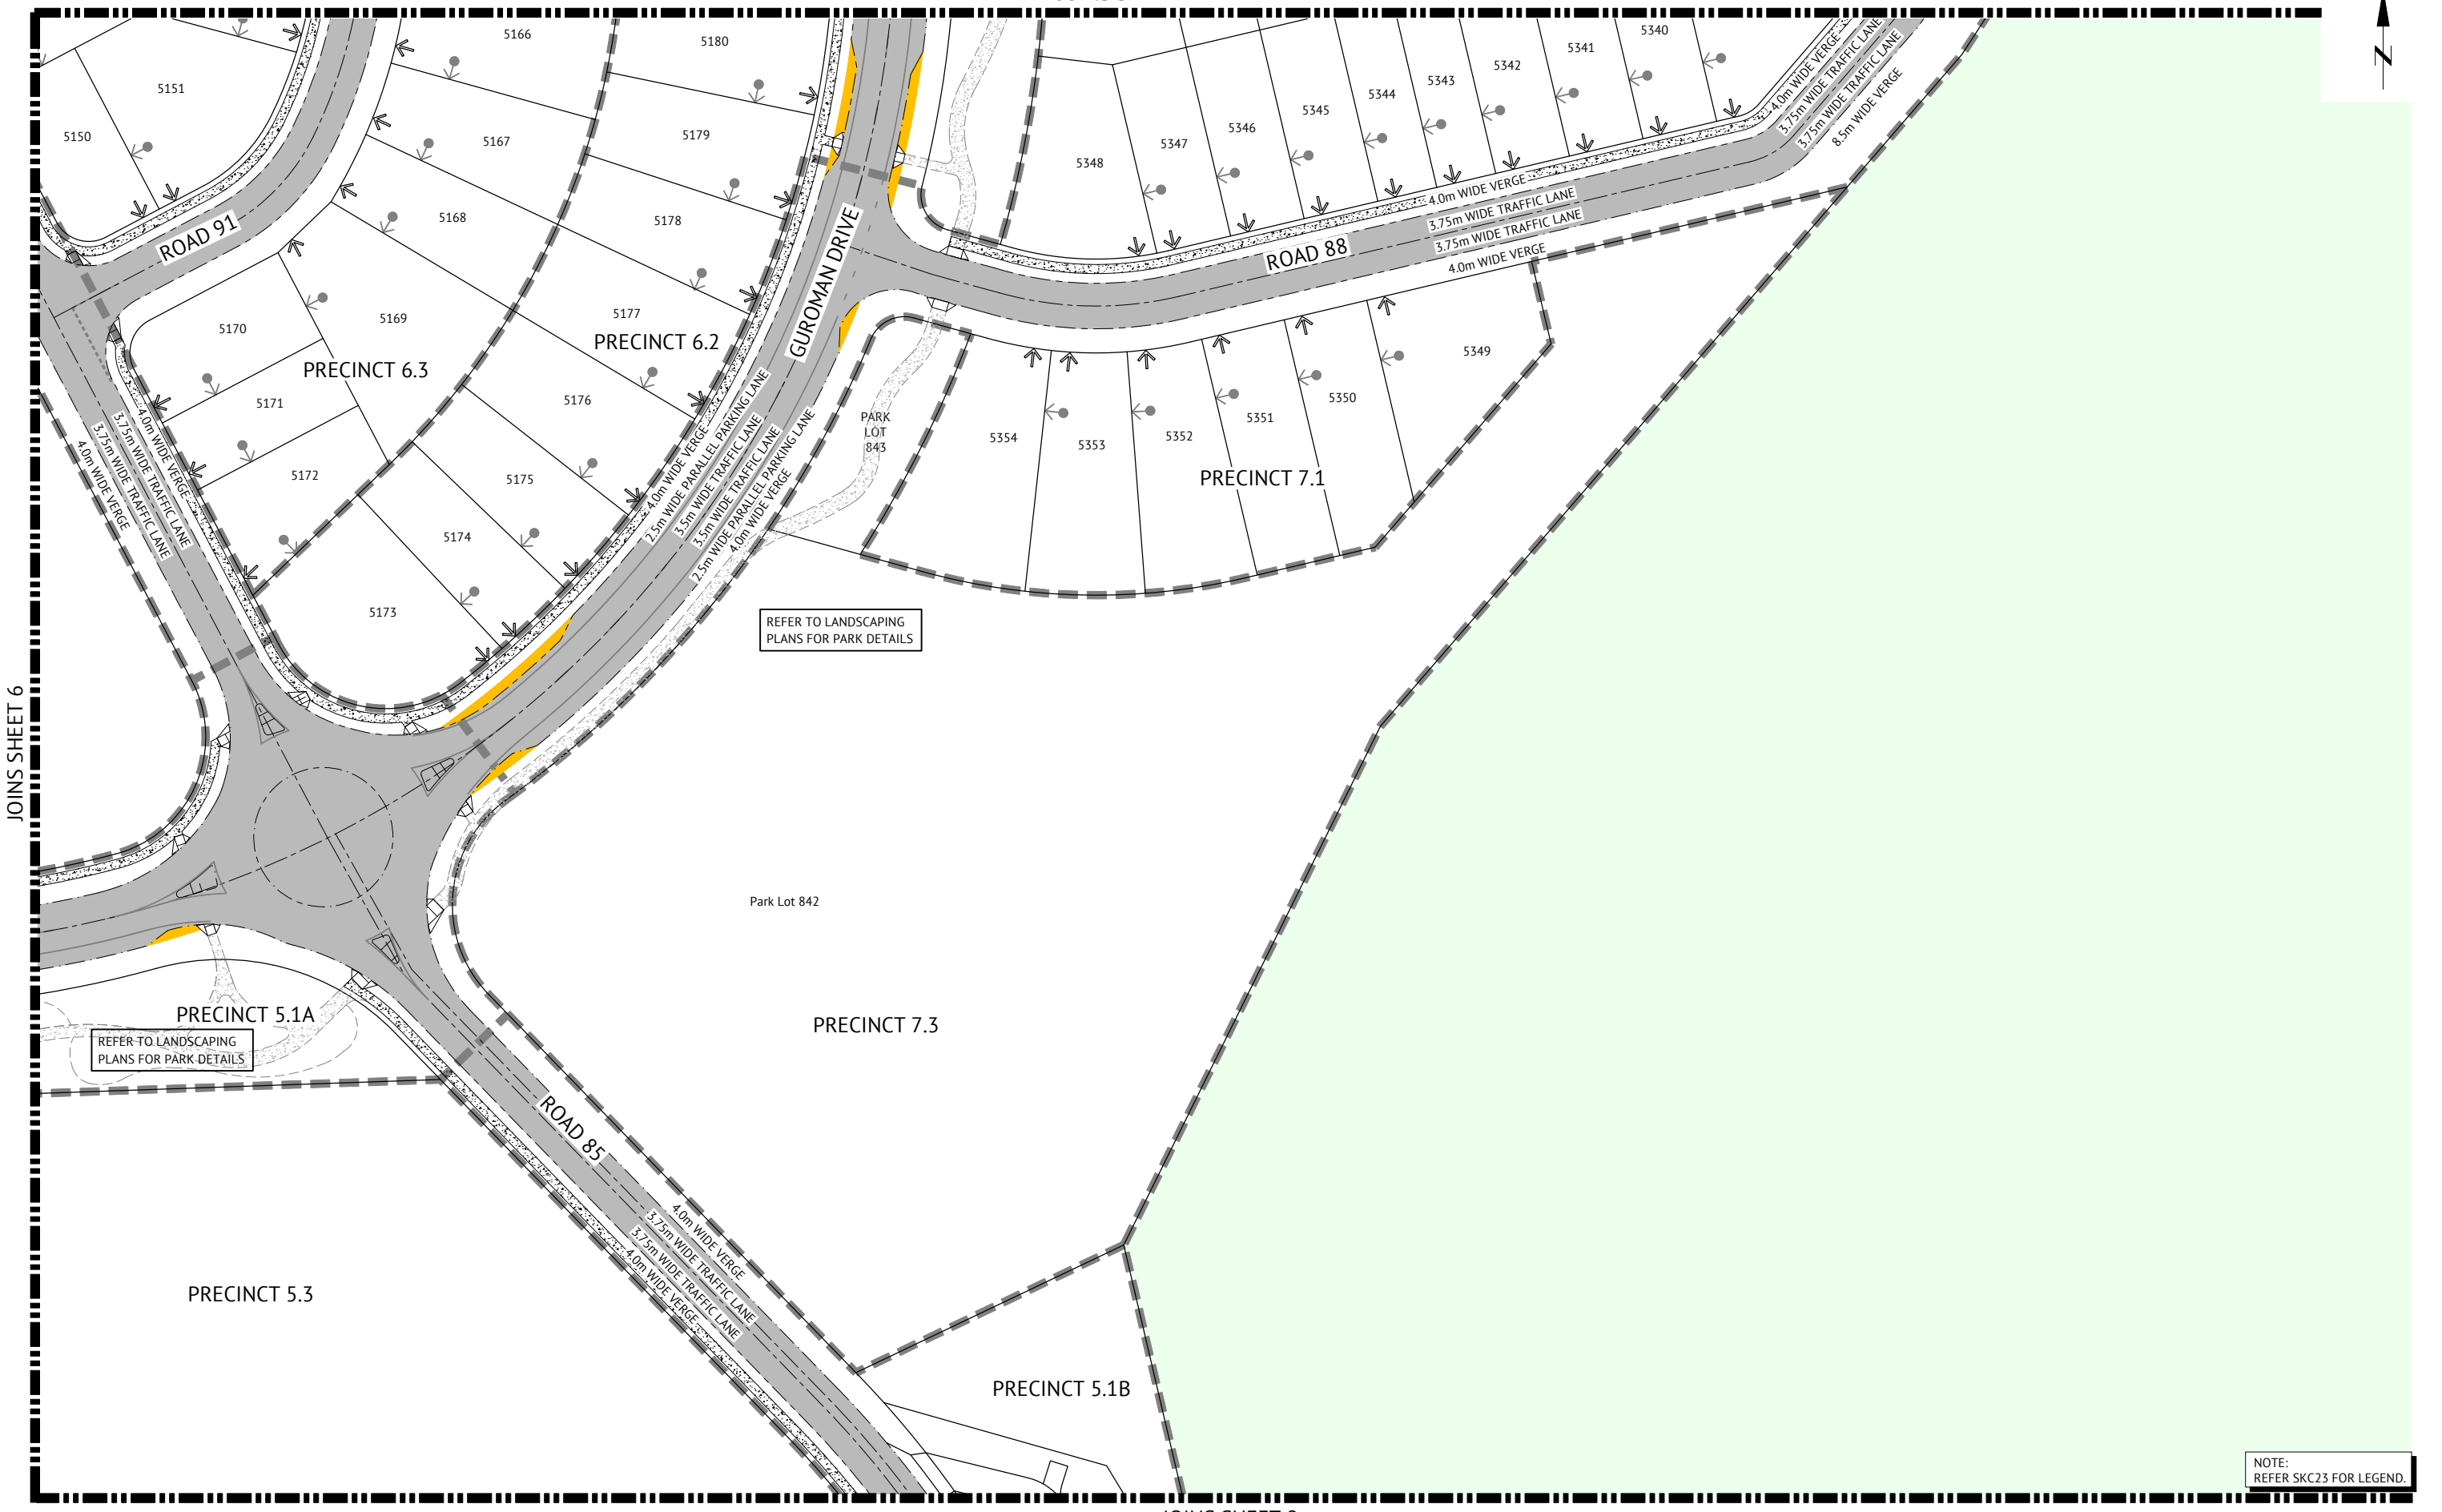 5166
5180
5340
5341
5342
5343
5344
5345
5346
5347
5348
5151
5150
5167
5179
5168
5178
5170
5169
5177
5171
5176
5172
5175
5174
5173
5349
5350
5351
5352
5353
5354
ROAD 91
GUROMAN DRIVE
ROAD 88
ROAD 85
PRECINCT 6.2
PRECINCT 6.3
PRECINCT 7.1
PARK
LOT
843
4.0m WIDE VERGE
3.75m WIDE TRAFFIC LANE
3.75m WIDE TRAFFIC LANE
8.5m WIDE VERGE
4.0m WIDE VERGE
3.75m WIDE TRAFFIC LANE
3.75m WIDE TRAFFIC LANE
4.0m WIDE VERGE
4.0m WIDE VERGE
3.75m WIDE TRAFFIC LANE
3.75m WIDE TRAFFIC LANE
4.0m WIDE VERGE
4.0m WIDE VERGE
2.5m WIDE PARALLEL PARKING LANE
3.5m WIDE TRAFFIC LANE
3.5m WIDE TRAFFIC LANE
2.5m WIDE PARALLEL PARKING LANE
4.0m WIDE VERGE
REFER TO LANDSCAPING
PLANS FOR PARK DETAILS
JOINS SHEET 6
Park Lot 842
PRECINCT 7.3
PRECINCT 5.1A
REFER TO LANDSCAPING
PLANS FOR PARK DETAILS
4.0m WIDE VERGE
3.75m WIDE TRAFFIC LANE
3.75m WIDE TRAFFIC LANE
4.0m WIDE VERGE
PRECINCT 5.3
PRECINCT 5.1B
N
NOTE:
REFER SKC23 FOR LEGEND.